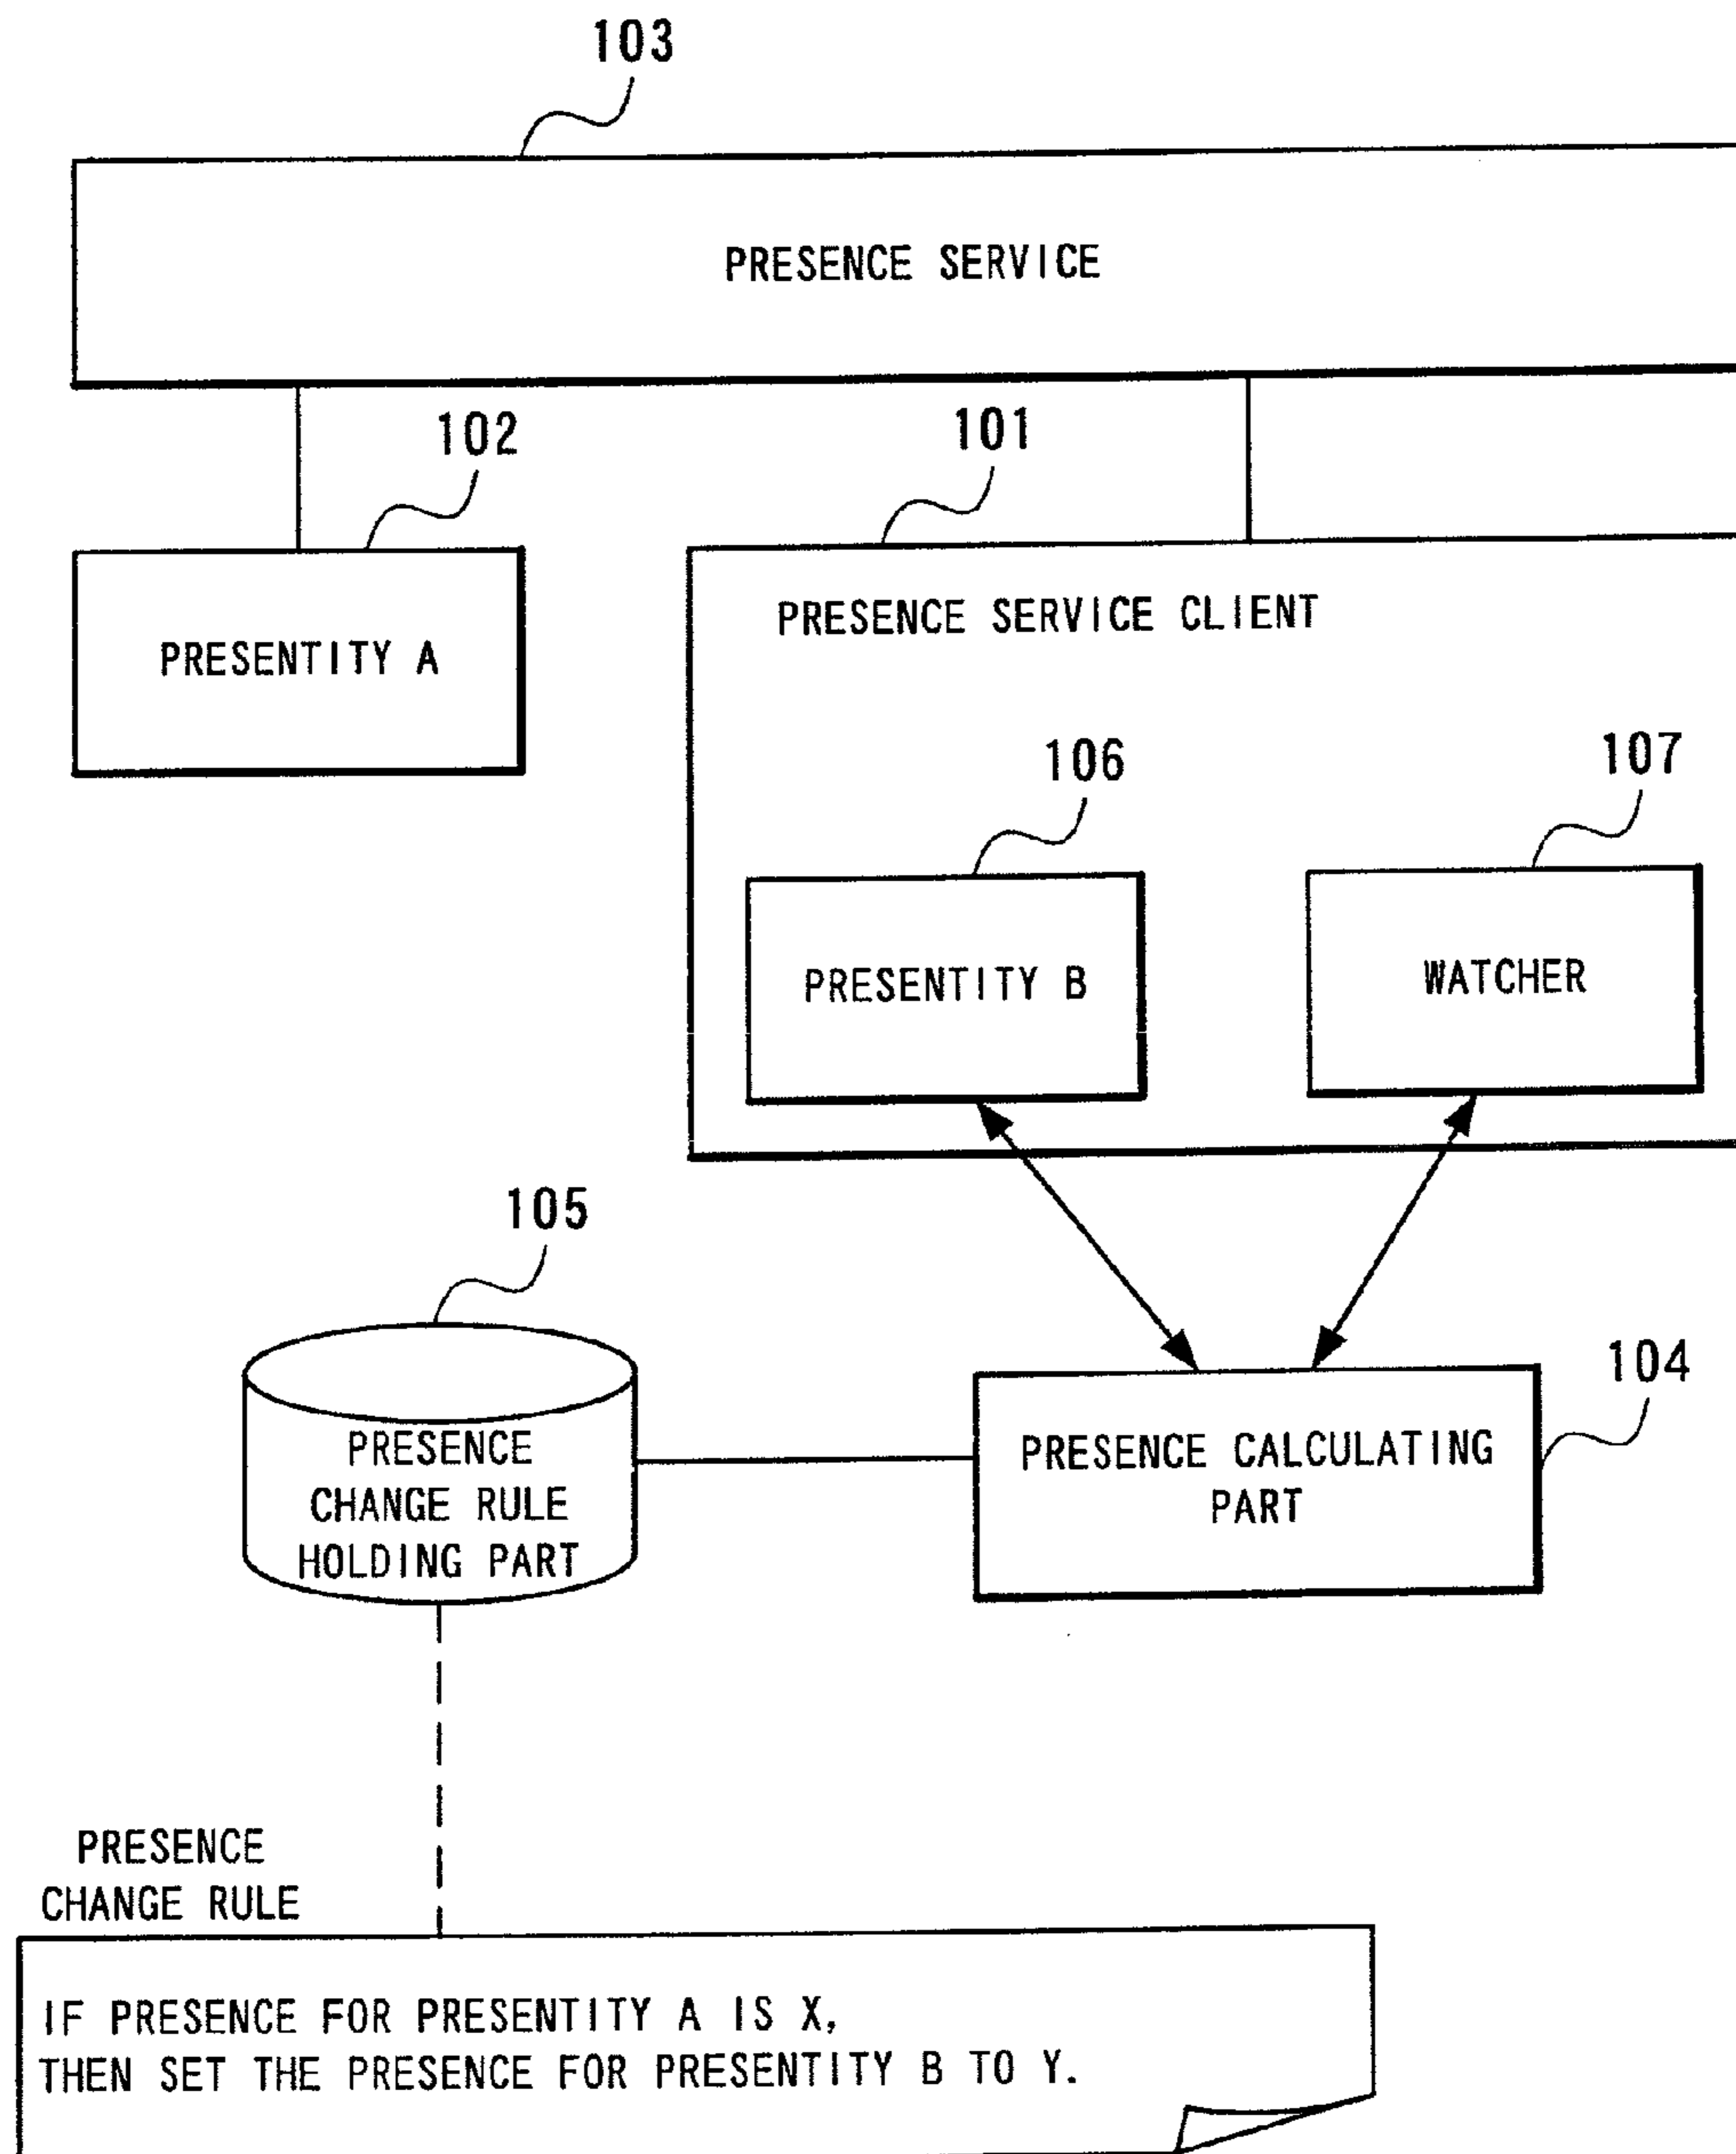 103
PRESENCE SERVICE
102
101
PRESENTITY A
PRESENCE SERVICE CLIENT
106
107
PRESENTITY B
WATCHER
105
104
PRESENCE
CHANGE RULE
HOLDING PART
PRESENCE CALCULATING
PART
PRESENCE
CHANGE RULE
IF PRESENCE FOR PRESENTITY A IS X,
THEN SET THE PRESENCE FOR PRESENTITY B TO Y.